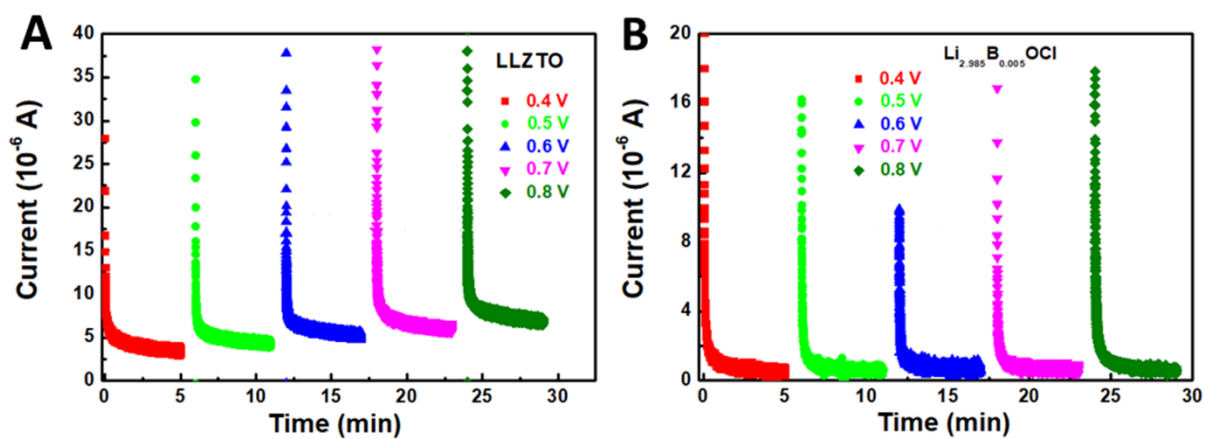 A
LLZTO
0.4 V
0.5 V
0.6 V
0.7 V
0.8 V
Current (10⁻⁶ A)
40
35
30
25
20
15
10
5
0
0 5 10 15 20 25 30
Time (min)
B
Li₂.₉₈₅B₀.₀₀₅OCl
0.4 V
0.5 V
0.6 V
0.7 V
0.8 V
Current (10⁻⁶ A)
20
16
12
8
4
0
0 5 10 15 20 25 30
Time (min)